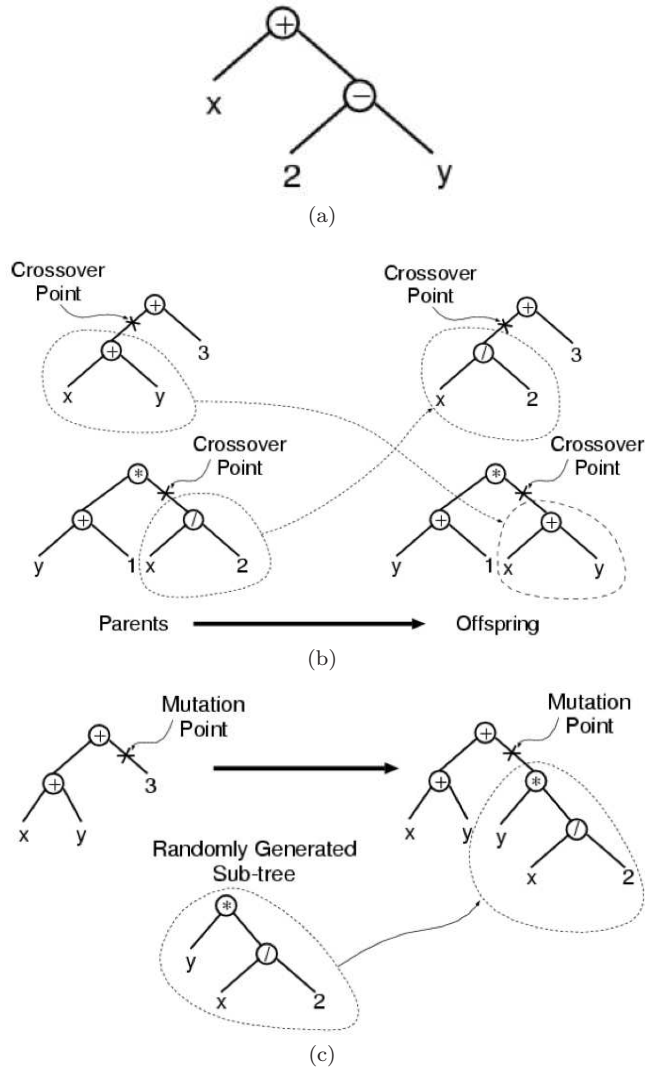 +
x
−
2 y
(a)
Crossover
Point
+
+
3
x y
Crossover
Point
*
+ /
y 1 x 2
Parents
Crossover
Point
+
/
3
x 2
Crossover
Point
*
+ +
y 1 x y
Offspring
(b)
Mutation
Point
+
+ 3
x y
Randomly Generated
Sub-tree
*
y /
x 2
Mutation
Point
+
+ *
x y y /
x 2
(c)